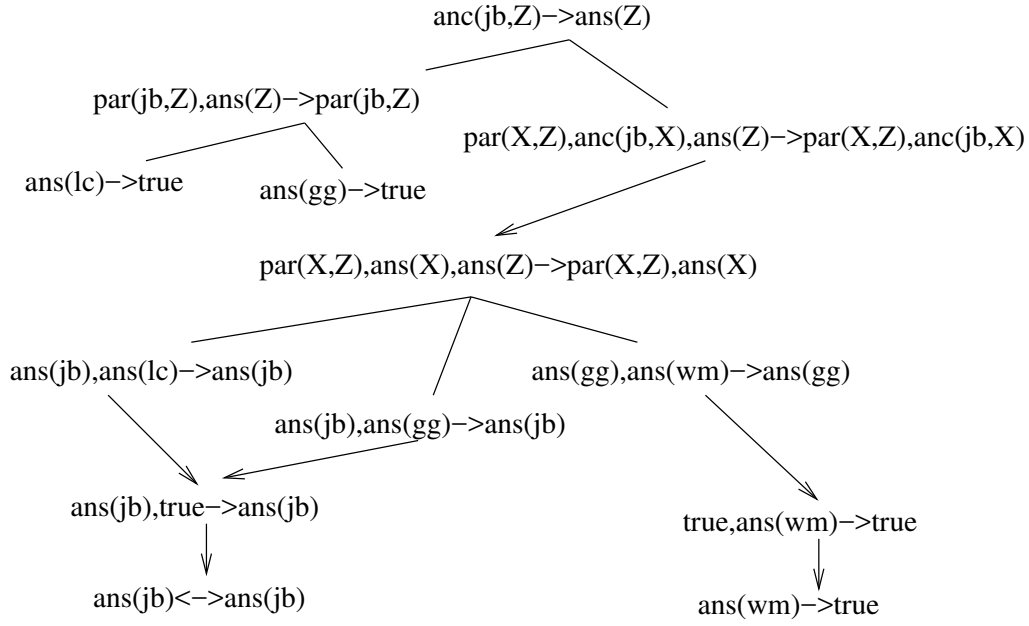 anc(jb,Z)−>ans(Z)
par(jb,Z),ans(Z)−>par(jb,Z)
par(X,Z),anc(jb,X),ans(Z)−>par(X,Z),anc(jb,X)
ans(lc)−>true
ans(gg)−>true
par(X,Z),ans(X),ans(Z)−>par(X,Z),ans(X)
ans(jb),ans(lc)−>ans(jb)
ans(gg),ans(wm)−>ans(gg)
ans(jb),ans(gg)−>ans(jb)
ans(jb),true−>ans(jb)
true,ans(wm)−>true
ans(jb)<−>ans(jb)
ans(wm)−>true